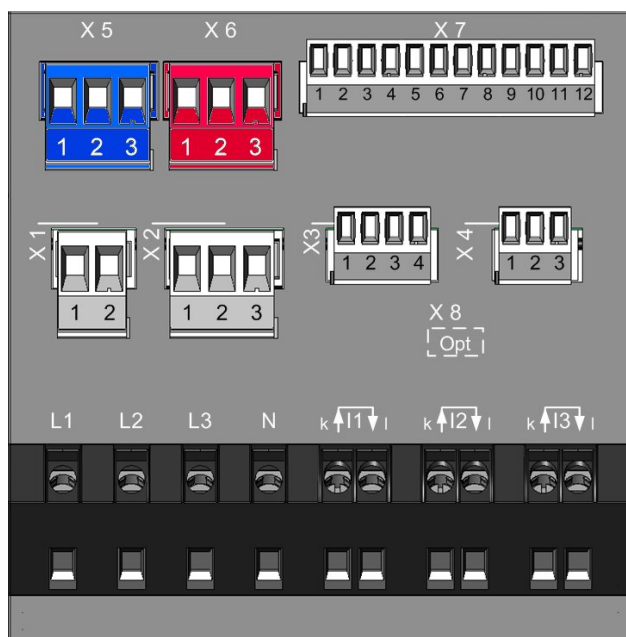 X 5 X 6 X 7
1 2 3 1 2 3 1 2 3 4 5 6 7 8 9 10 11 12
X 1 X 2 X3 X 4
1 2 1 2 3 1 2 3 4 1 2 3
X 8
Opt
L1 L2 L3 N k I1 l k I2 l k I3 l